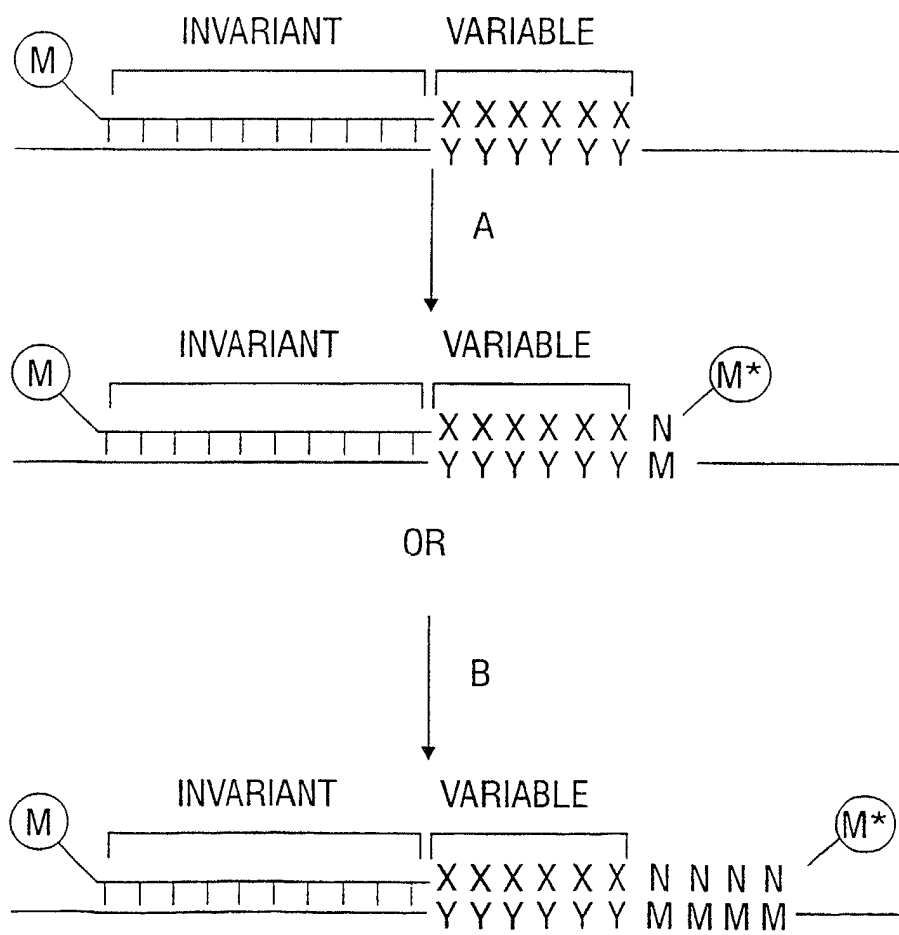 INVARIANT VARIABLE
M
X X X X X X
Y Y Y Y Y Y
A
INVARIANT VARIABLE
M M*
X X X X X X N
Y Y Y Y Y Y M
OR
B
INVARIANT VARIABLE
M M*
X X X X X X N N N N
Y Y Y Y Y Y M M M M